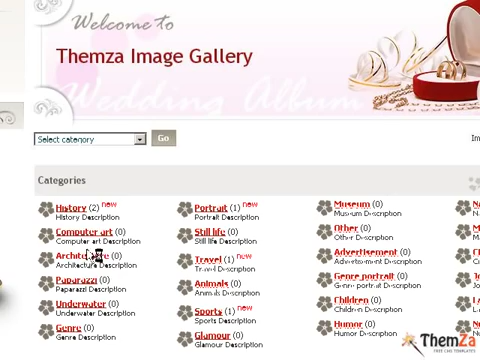 Welcome to
Themza Image Gallery
Wedding Album
Select category
Go
Im
Categories
History (2) new
History Description
Computer art (0)
Computer art Description
Architecture (0)
Architecture Description
Paparazzi (0)
Paparazzi Description
Underwater (0)
Underwater Description
Genre (0)
Genre Description
Portrait (1) new
Portrait Description
Still life (0)
Still life Description
Travel (1) new
Travel Description
Animals (0)
Animals Description
Sports (1) new
Sports Description
Glamour (0)
Glamour Description
Museum (0)
Museum Description
Other (0)
Other Description
Advertisement (0)
Advertisement Description
Genre portrait (0)
Genre portrait Description
Children (0)
Children Description
Humor (0)
Humor Description
ThemZa
FREE CMS TEMPLATES